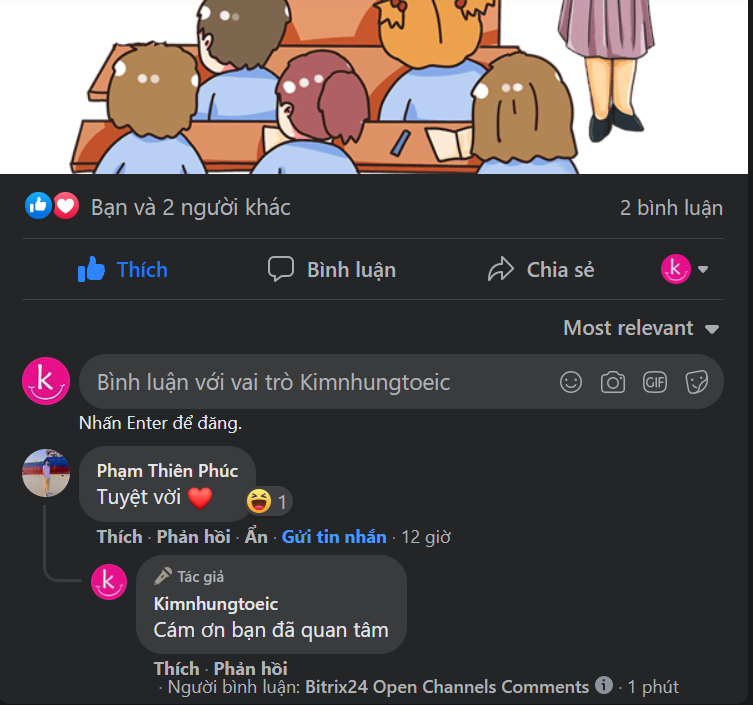 Bạn và 2 người khác
2 bình luận
Thích
Bình luận
Chia sẻ
k
Most relevant
k
Bình luận với vai trò Kimnhungtoeic
GIF
Nhấn Enter để đăng.
Phạm Thiên Phúc
Tuyệt vời ❤️
😆 1
Thích · Phản hồi · Ẩn · Gửi tin nhắn · 12 giờ
k
Tác giả
Kimnhungtoeic
Cám ơn bạn đã quan tâm
Thích · Phản hồi
· Người bình luận: Bitrix24 Open Channels Comments · 1 phút